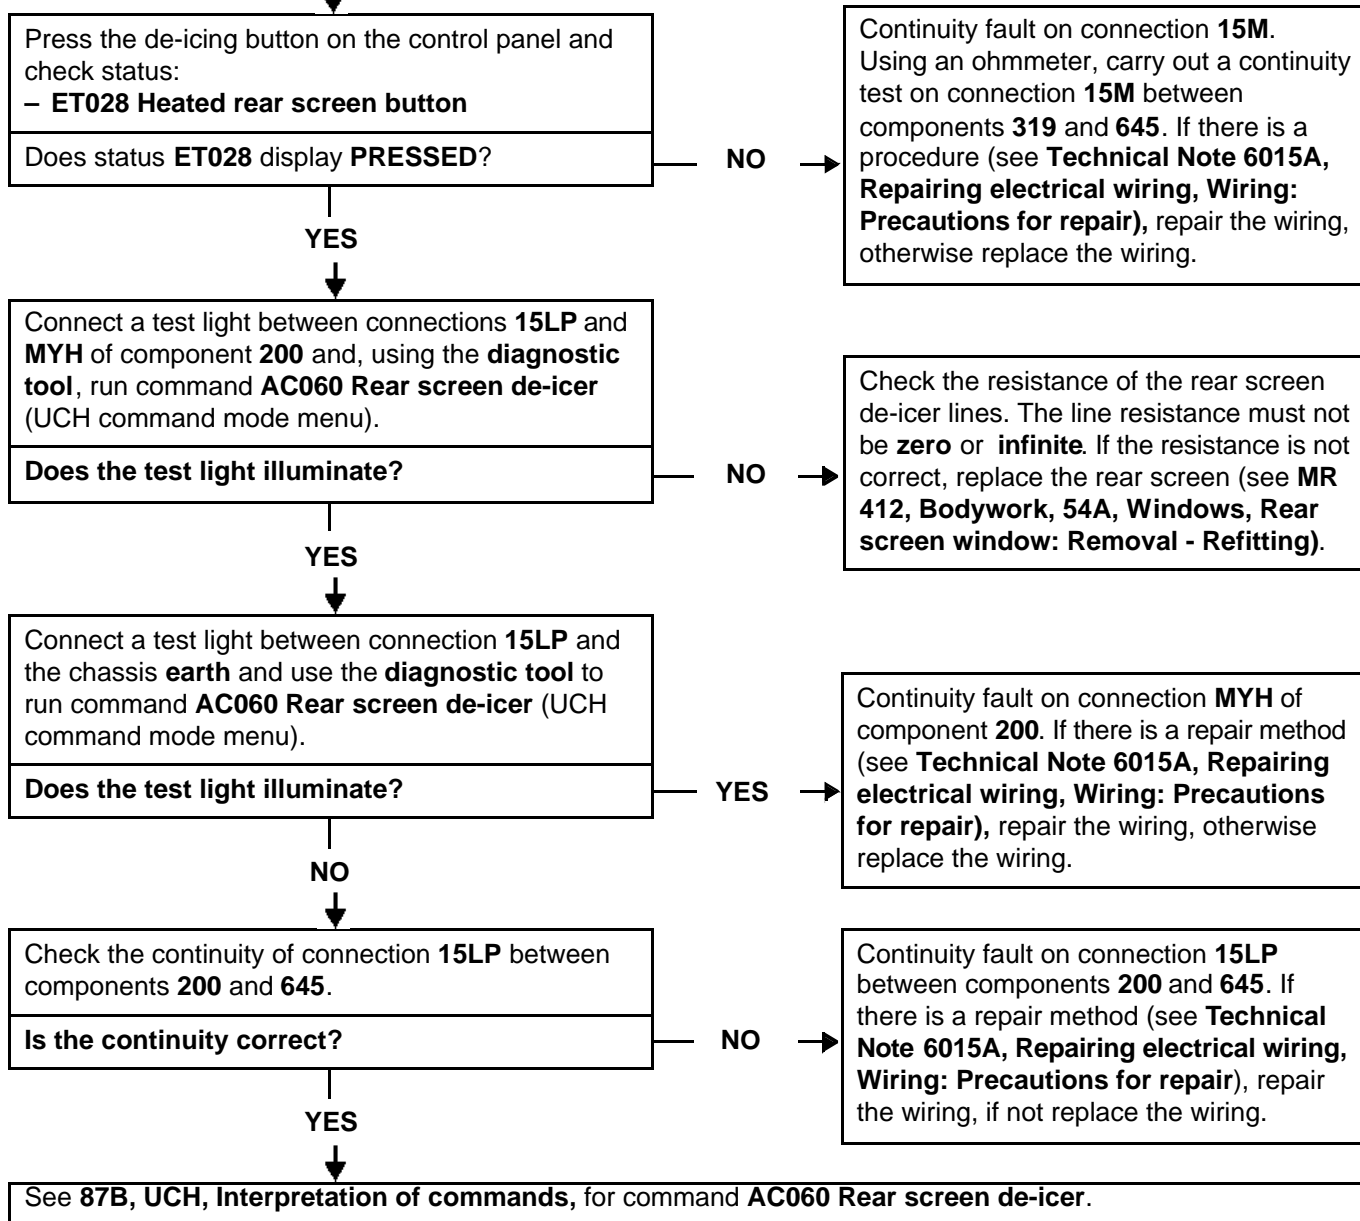 Press the de-icing button on the control panel and
check status:
– ET028 Heated rear screen button
Does status ET028 display PRESSED?
NO
Continuity fault on connection 15M.
Using an ohmmeter, carry out a continuity
test on connection 15M between
components 319 and 645. If there is a
procedure (see Technical Note 6015A,
Repairing electrical wiring, Wiring:
Precautions for repair), repair the wiring,
otherwise replace the wiring.
YES
Connect a test light between connections 15LP and
MYH of component 200 and, using the diagnostic
tool, run command AC060 Rear screen de-icer
(UCH command mode menu).
Does the test light illuminate?
NO
Check the resistance of the rear screen
de-icer lines. The line resistance must not
be zero or infinite. If the resistance is not
correct, replace the rear screen (see MR
412, Bodywork, 54A, Windows, Rear
screen window: Removal - Refitting).
YES
Connect a test light between connection 15LP and
the chassis earth and use the diagnostic tool to
run command AC060 Rear screen de-icer (UCH
command mode menu).
Does the test light illuminate?
YES
Continuity fault on connection MYH of
component 200. If there is a repair method
(see Technical Note 6015A, Repairing
electrical wiring, Wiring: Precautions
for repair), repair the wiring, otherwise
replace the wiring.
NO
Check the continuity of connection 15LP between
components 200 and 645.
Is the continuity correct?
NO
Continuity fault on connection 15LP
between components 200 and 645. If
there is a repair method (see Technical
Note 6015A, Repairing electrical wiring,
Wiring: Precautions for repair), repair
the wiring, if not replace the wiring.
YES
See 87B, UCH, Interpretation of commands, for command AC060 Rear screen de-icer.